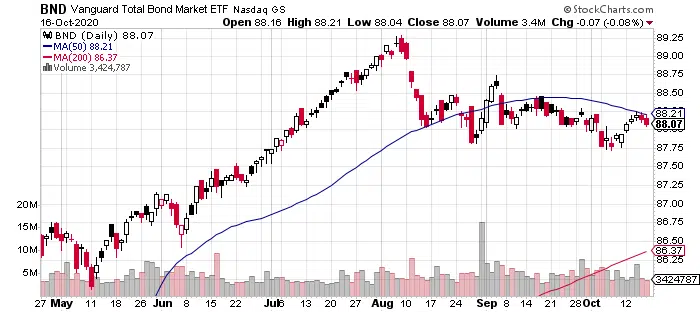 BND Vanguard Total Bond Market ETF Nasdaq GS
© StockCharts.com
16-Oct-2020
Open 88.16 High 88.21 Low 88.04 Close 88.07 Volume 3.4M Chg -0.07 (-0.08%)
BND (Daily) 88.07
MA(50) 88.21
MA(200) 86.37
Volume 3,424,787
89.25
89.00
88.75
88.50
88.21
88.07
87.75
87.50
87.25
87.00
86.75
86.50
86.37
86.25
20M
15M
10M
5M
3424787
27 May 11 18 26 Jun 8 15 22 Jul 6 13 20 27 Aug 10 17 24 Sep 8 14 21 28 Oct 12